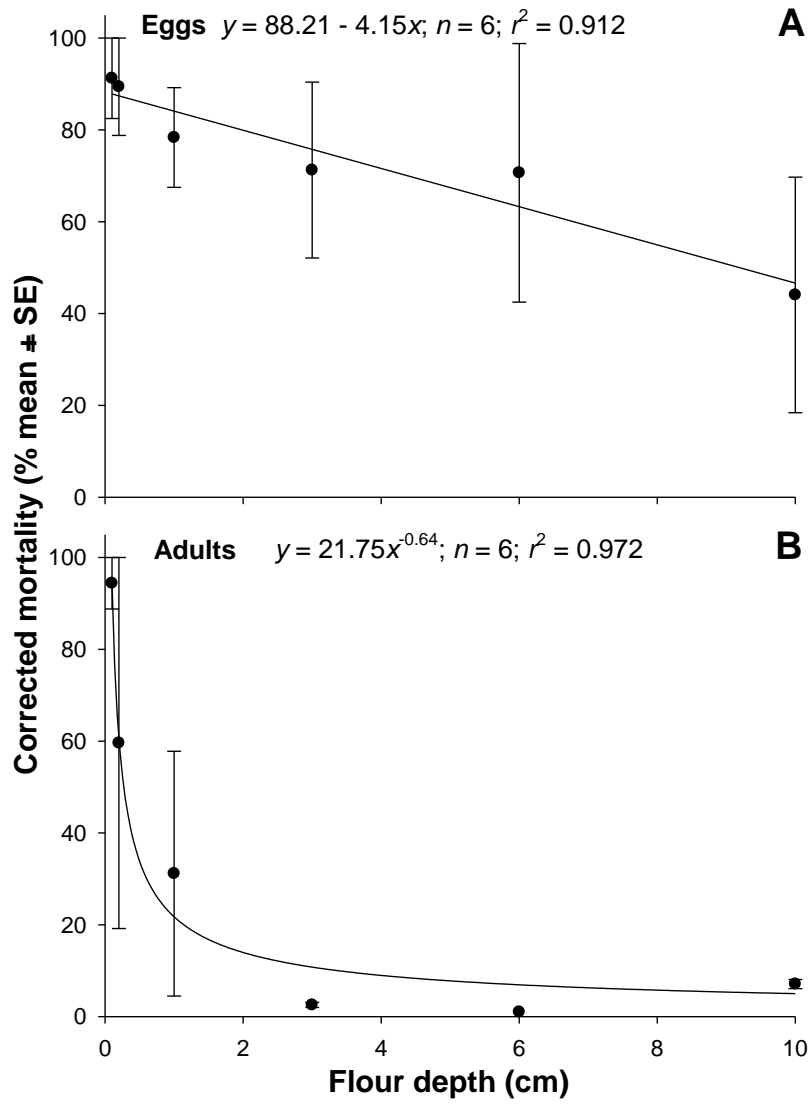 Eggs y = 88.21 - 4.15x; n = 6; r² = 0.912 A
100
80
60
40
20
0
Adults y = 21.75x⁻⁰·⁶⁴; n = 6; r² = 0.972 B
100
80
60
40
20
0
0 2 4 6 8 10
Flour depth (cm)
Corrected mortality (% mean ± SE)